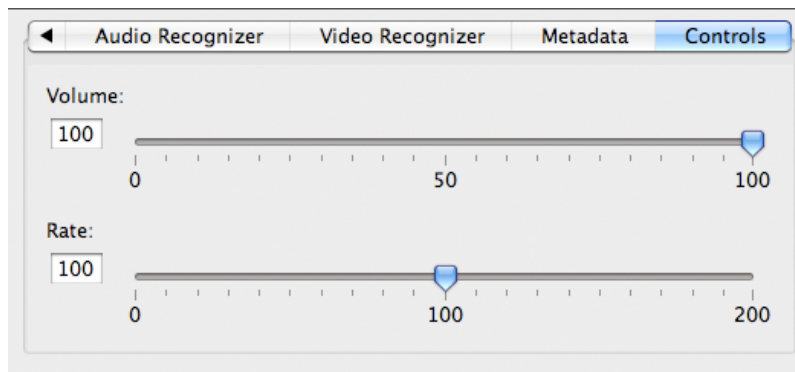 Audio Recognizer Video Recognizer Metadata Controls
Volume:
100
0 50 100
Rate:
100
0 100 200